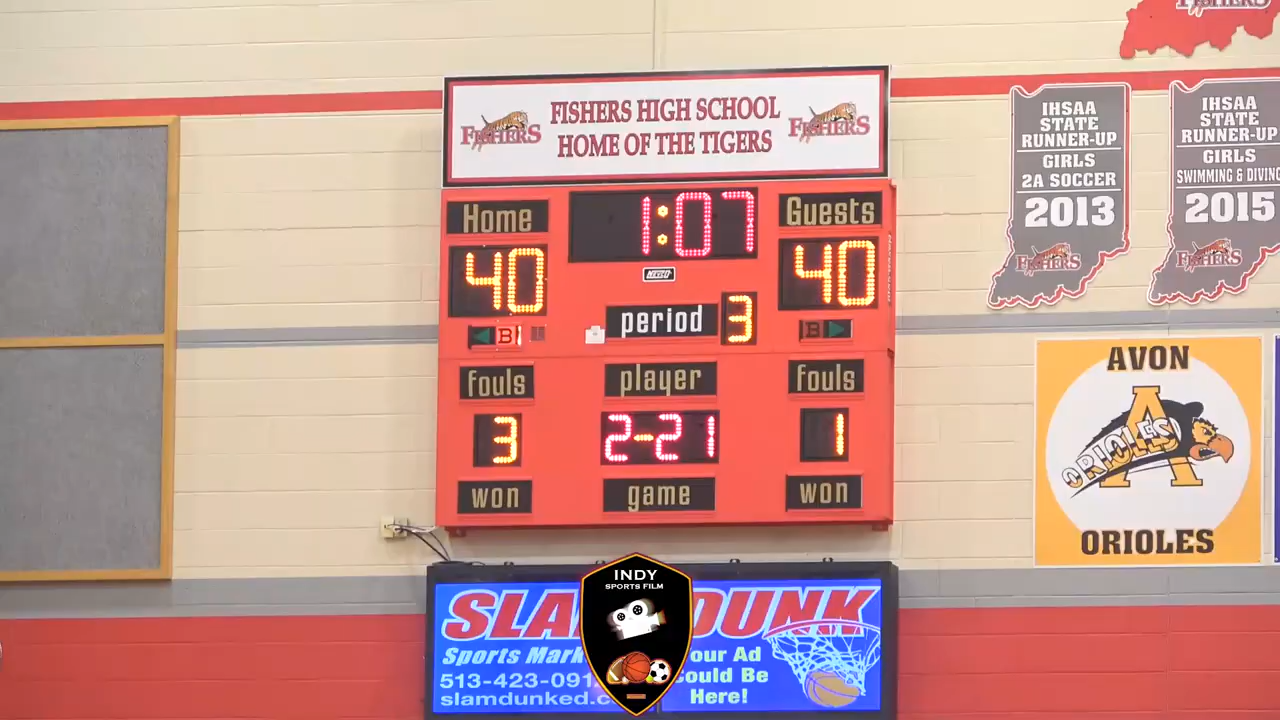 FISHERS
FISHERS HIGH SCHOOL
HOME OF THE TIGERS
FISHERS
FISHERS
IHSAA
STATE
RUNNER-UP
GIRLS
2A SOCCER
2013
FISHERS
IHSAA
STATE
RUNNER-UP
GIRLS
SWIMMING & DIVING
2015
FISHERS
Home
1:07
Guests
40
40
period
3
B
B
fouls
player
fouls
3
2-21
1
won
game
won
AVON
A
ORIOLES
ORIOLES
INDY
SPORTS FILM
SLAM DUNK
Sports
513-423-091
slamdunked.c
Your Ad
Could Be
Here!